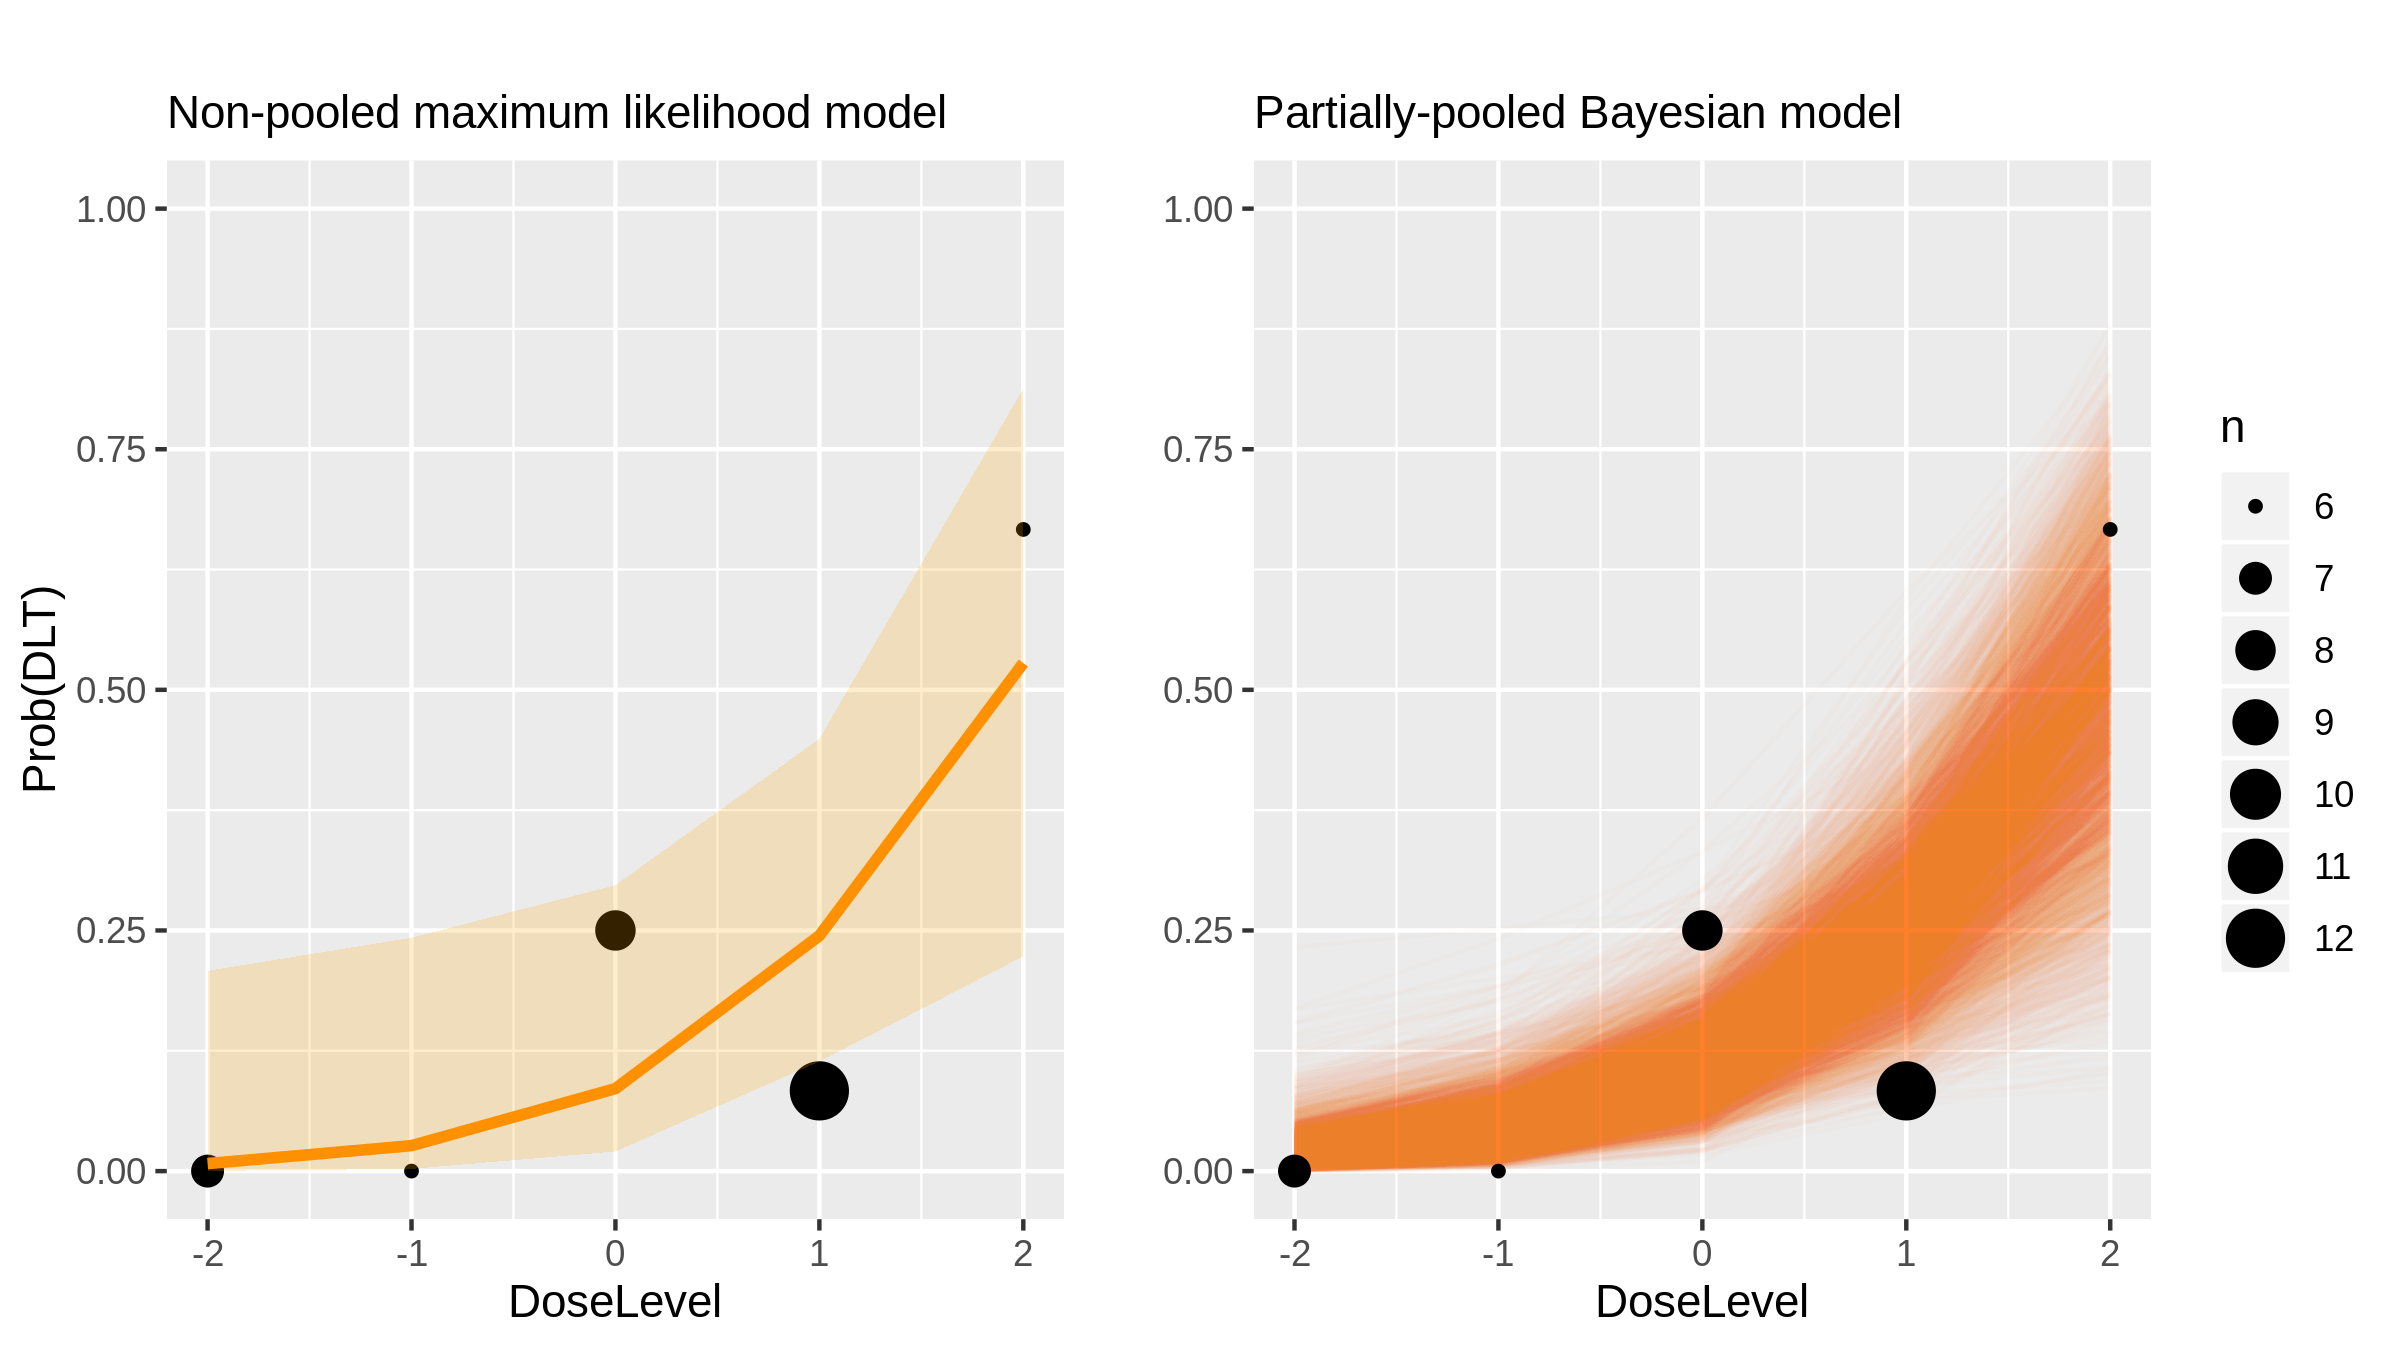 Non-pooled maximum likelihood model
Prob(DLT)
1.00
0.75
0.50
0.25
0.00
-2 -1 0 1 2
DoseLevel
Partially-pooled Bayesian model
1.00
0.75
0.50
0.25
0.00
-2 -1 0 1 2
DoseLevel
n
6
7
8
9
10
11
12